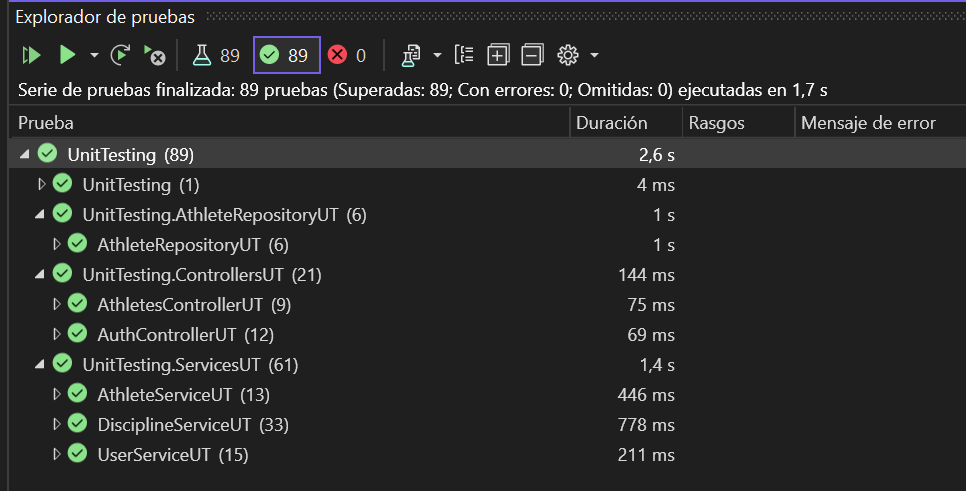 Explorador de pruebas
89 89 0
Serie de pruebas finalizada: 89 pruebas (Superadas: 89; Con errores: 0; Omitidas: 0) ejecutadas en 1,7 s
Prueba Duración Rasgos Mensaje de error
UnitTesting (89) 2,6 s
UnitTesting (1) 4 ms
UnitTesting.AthleteRepositoryUT (6) 1 s
AthleteRepositoryUT (6) 1 s
UnitTesting.ControllersUT (21) 144 ms
AthletesControllerUT (9) 75 ms
AuthControllerUT (12) 69 ms
UnitTesting.ServicesUT (61) 1,4 s
AthleteServiceUT (13) 446 ms
DisciplineServiceUT (33) 778 ms
UserServiceUT (15) 211 ms